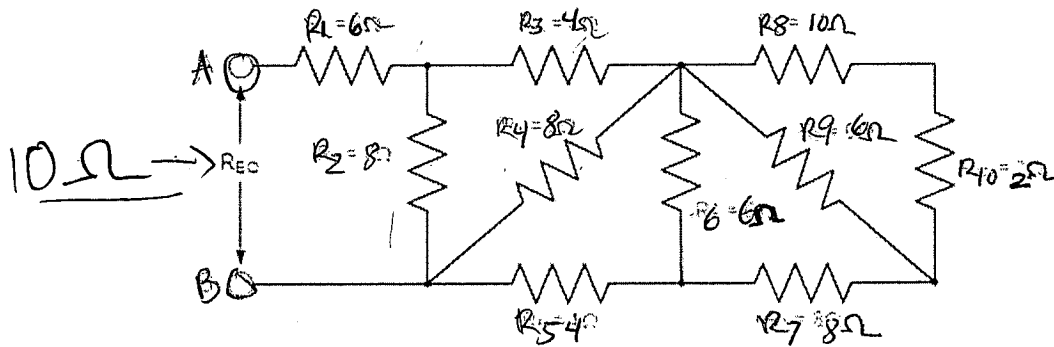 R1=6Ω
R3=4Ω
R8=10Ω
A
R2=8Ω
R4=8Ω
R9=6Ω
10Ω
REQ
R10=2Ω
R6=6Ω
B
R5=4Ω
R7=8Ω